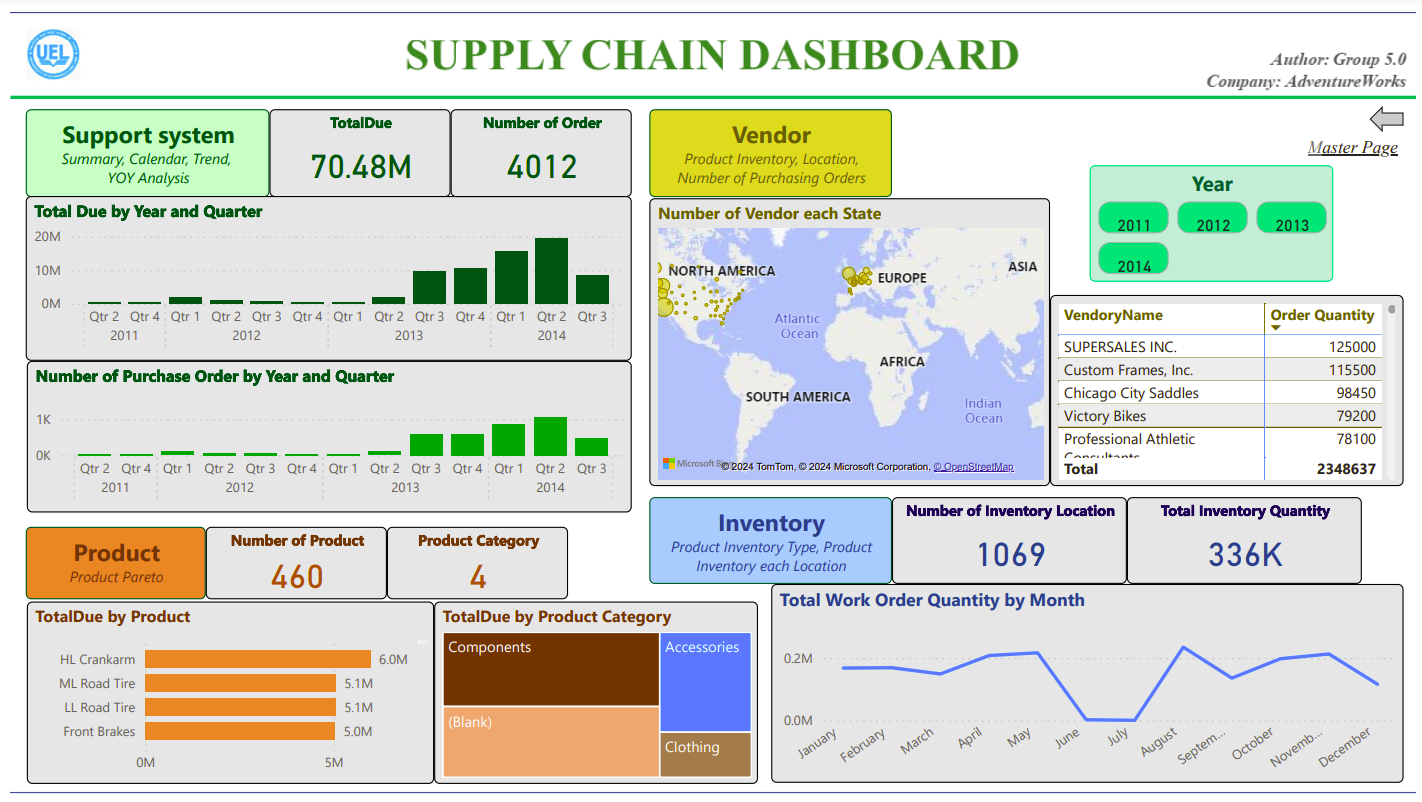 UEL
SUPPLY CHAIN DASHBOARD
Author: Group 5.0
Company: AdventureWorks
Support system
Summary, Calendar, Trend,
YOY Analysis
TotalDue
70.48M
Number of Order
4012
Total Due by Year and Quarter
20M
10M
0M
Qtr 2 Qtr 4 Qtr 1 Qtr 2 Qtr 3 Qtr 4 Qtr 1 Qtr 2 Qtr 3 Qtr 4 Qtr 1 Qtr 2 Qtr 3
2011 2012 2013 2014
Number of Purchase Order by Year and Quarter
1K
0K
Qtr 2 Qtr 4 Qtr 1 Qtr 2 Qtr 3 Qtr 4 Qtr 1 Qtr 2 Qtr 3 Qtr 4 Qtr 1 Qtr 2 Qtr 3
2011 2012 2013 2014
Product
Product Pareto
Number of Product
460
Product Category
4
TotalDue by Product
HL Crankarm 6.0M
ML Road Tire 5.1M
LL Road Tire 5.1M
Front Brakes 5.0M
0M 5M
TotalDue by Product Category
Components
Accessories
(Blank)
Clothing
Vendor
Product Inventory, Location,
Number of Purchasing Orders
Master Page
Year
2011 2012 2013
2014
Number of Vendor each State
NORTH AMERICA
EUROPE
ASIA
Atlantic
Ocean
AFRICA
SOUTH AMERICA
Indian
Ocean
Microsoft Bing
© 2024 TomTom, © 2024 Microsoft Corporation, © OpenStreetMap
VendoryName Order Quantity
SUPERSALES INC. 125000
Custom Frames, Inc. 115500
Chicago City Saddles 98450
Victory Bikes 79200
Professional Athletic 78100
Consultants
Total 2348637
Inventory
Product Inventory Type, Product
Inventory each Location
Number of Inventory Location
1069
Total Inventory Quantity
336K
Total Work Order Quantity by Month
0.2M
0.0M
January February March April May June July August Septem... October Novemb... December